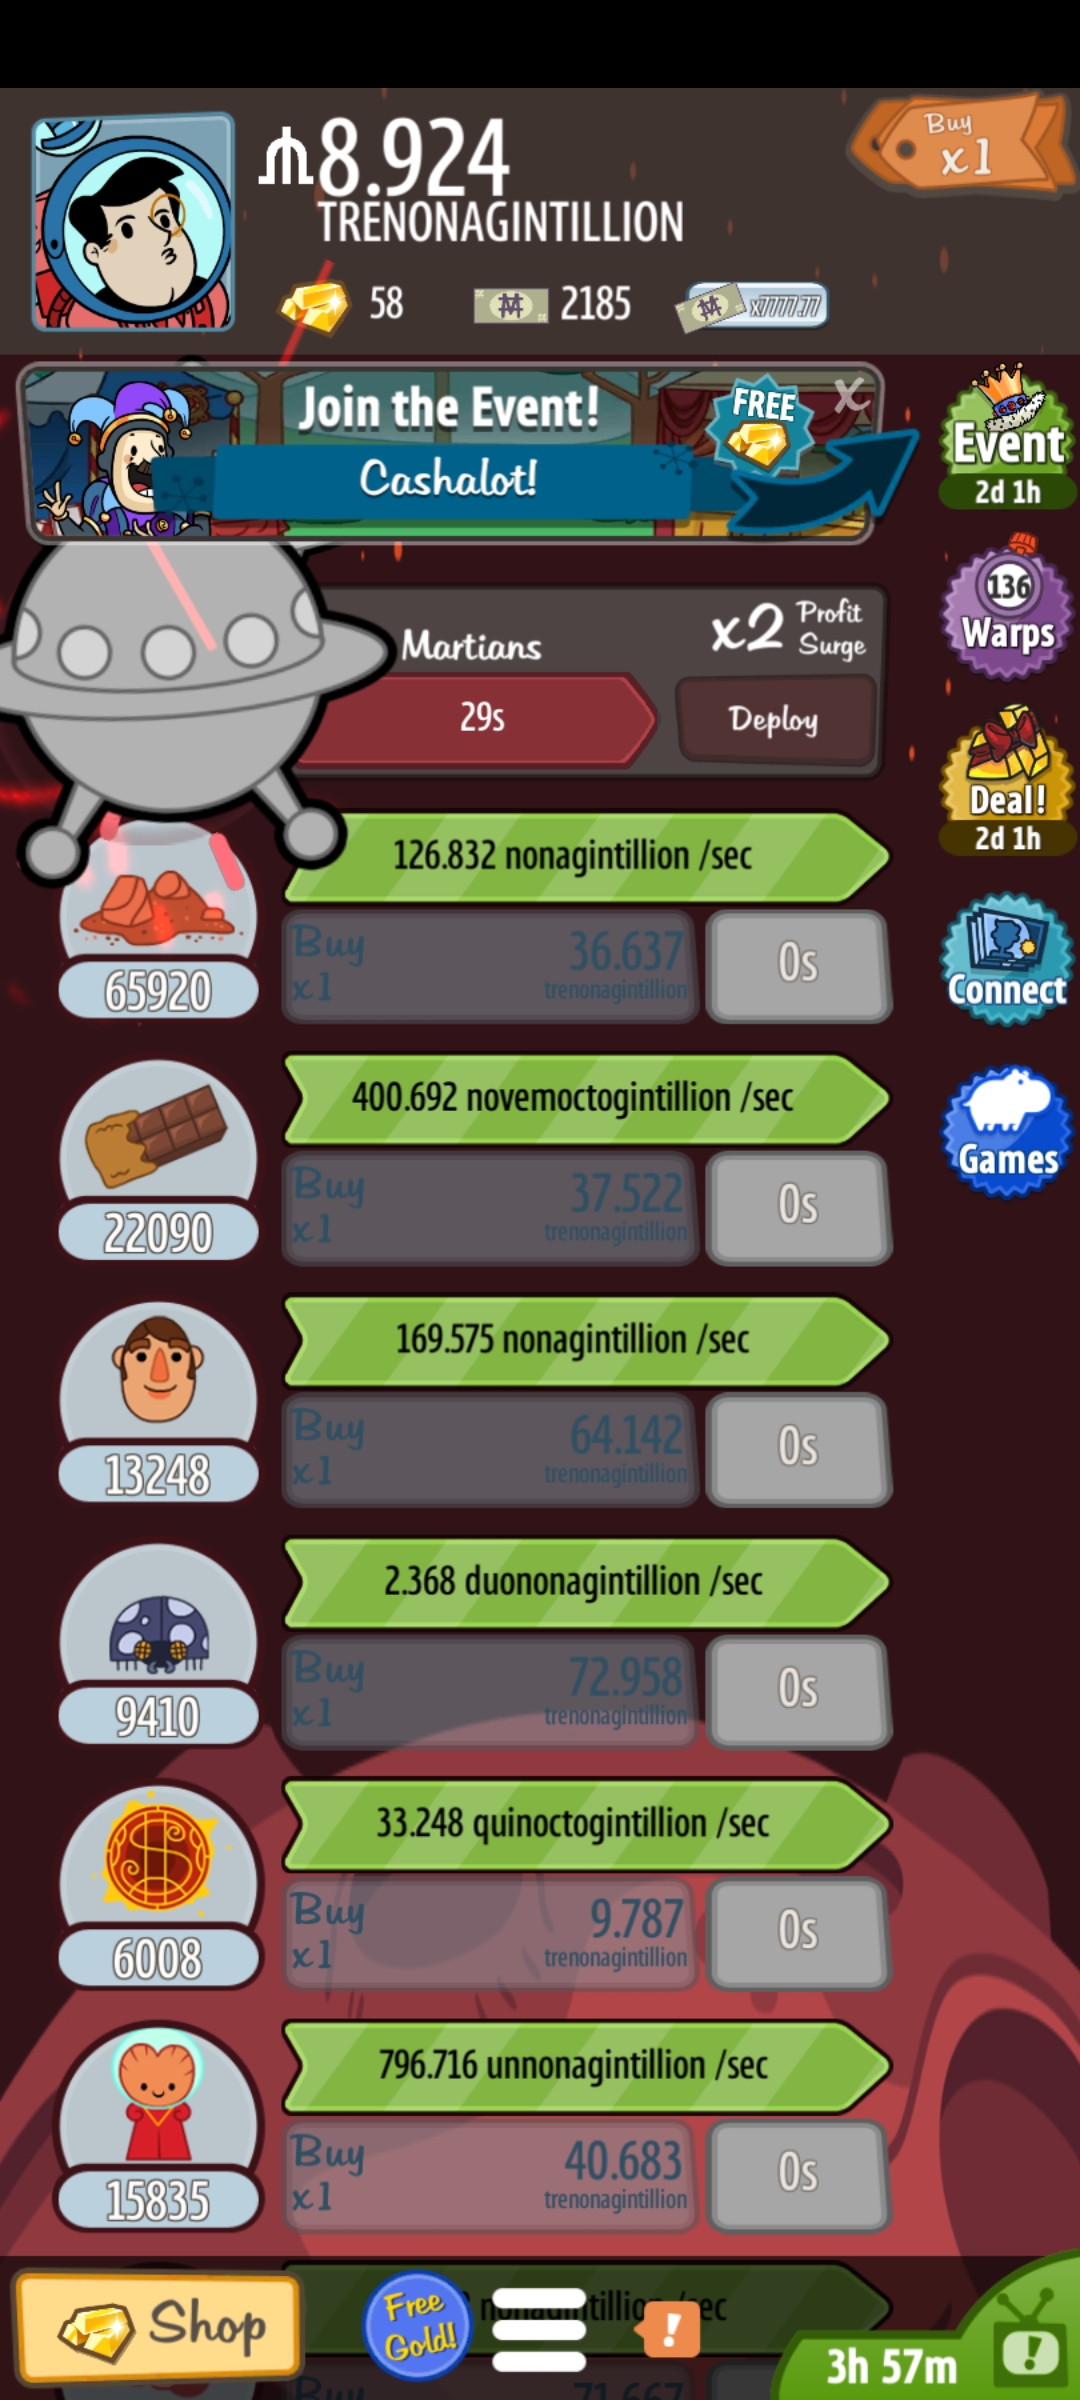 8.924
TRENONAGINTILLION
Buy
x1
58
2185
x7777.77
Join the Event!
Cashalot!
FREE
X
Event
2d 1h
136
Warps
Deal!
2d 1h
Connect
Games
Martians
x2 Profit
Surge
29s
Deploy
126.832 nonagintillion /sec
Buy
x1
36.637
trenonagintillion
0s
65920
400.692 novemoctogintillion /sec
Buy
x1
37.522
trenonagintillion
0s
22090
169.575 nonagintillion /sec
Buy
x1
64.142
trenonagintillion
0s
13248
2.368 duononagintillion /sec
Buy
x1
72.958
trenonagintillion
0s
9410
33.248 quinoctogintillion /sec
Buy
x1
9.787
trenonagintillion
0s
6008
796.716 unnonagintillion /sec
Buy
x1
40.683
trenonagintillion
0s
15835
Shop
Free
Gold!
nonagintillion /sec
!
3h 57m
!
Buy
71.667